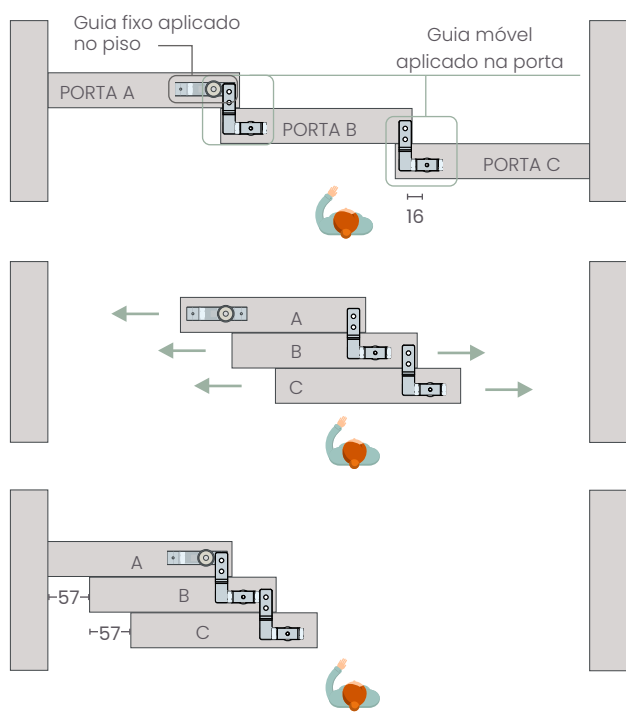 Guia fixo aplicado
no piso
Guia móvel
aplicado na porta
PORTA A
PORTA B
PORTA C
16
A
B
C
A
57
B
57
C